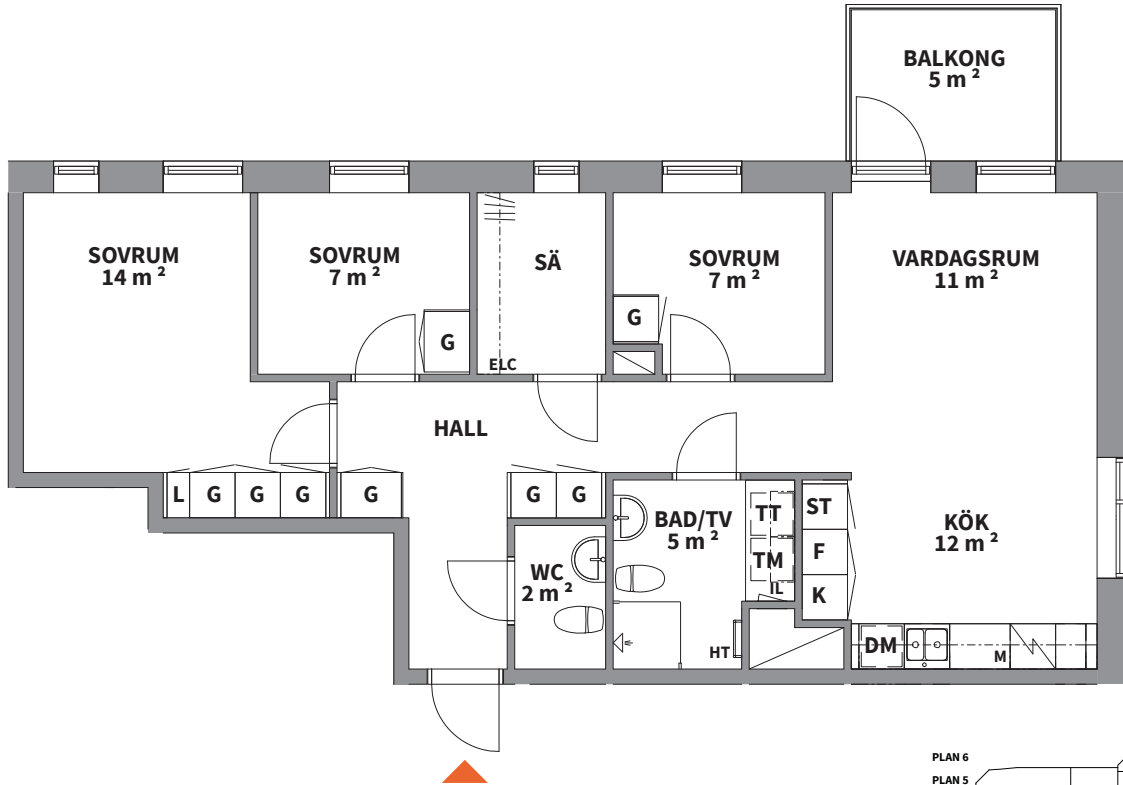 BALKONG
5 m ²
SOVRUM
14 m ²
SOVRUM
7 m ²
SÄ
SOVRUM
7 m ²
VARDAGSRUM
11 m ²
G
G
ELC
HALL
L G G G
G
G G
BAD/TV
5 m ²
TT
TM
IL
ST
F
K
KÖK
12 m ²
WC
2 m ²
HT
DM
M
PLAN 6
PLAN 5